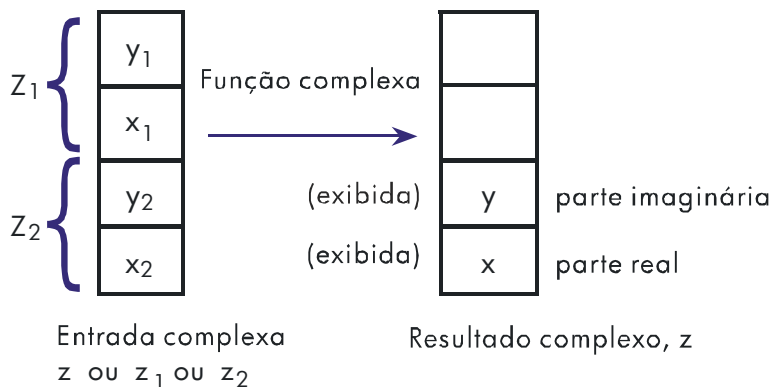 y1
Z1
Função complexa
x1
y2
(exibida) y parte imaginária
Z2
(exibida) x parte real
x2
Entrada complexa
z ou z1 ou z2
Resultado complexo, z